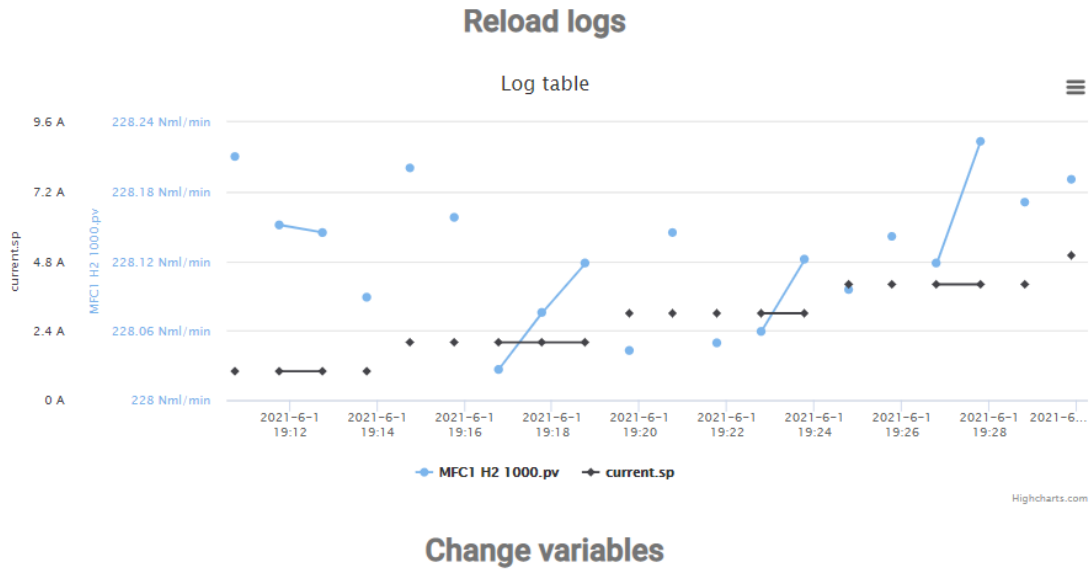 Reload logs
Log table
9.6 A 228.24 Nml/min
7.2 A 228.18 Nml/min
4.8 A 228.12 Nml/min
2.4 A 228.06 Nml/min
0 A 228 Nml/min
current.sp
MFC1 H2 1000.pv
2021-6-1 2021-6-1 2021-6-1 2021-6-1 2021-6-1 2021-6-1 2021-6-1 2021-6-1 2021-6-1 2021-6...
19:12 19:14 19:16 19:18 19:20 19:22 19:24 19:26 19:28
MFC1 H2 1000.pv current.sp
Highcharts.com
Change variables